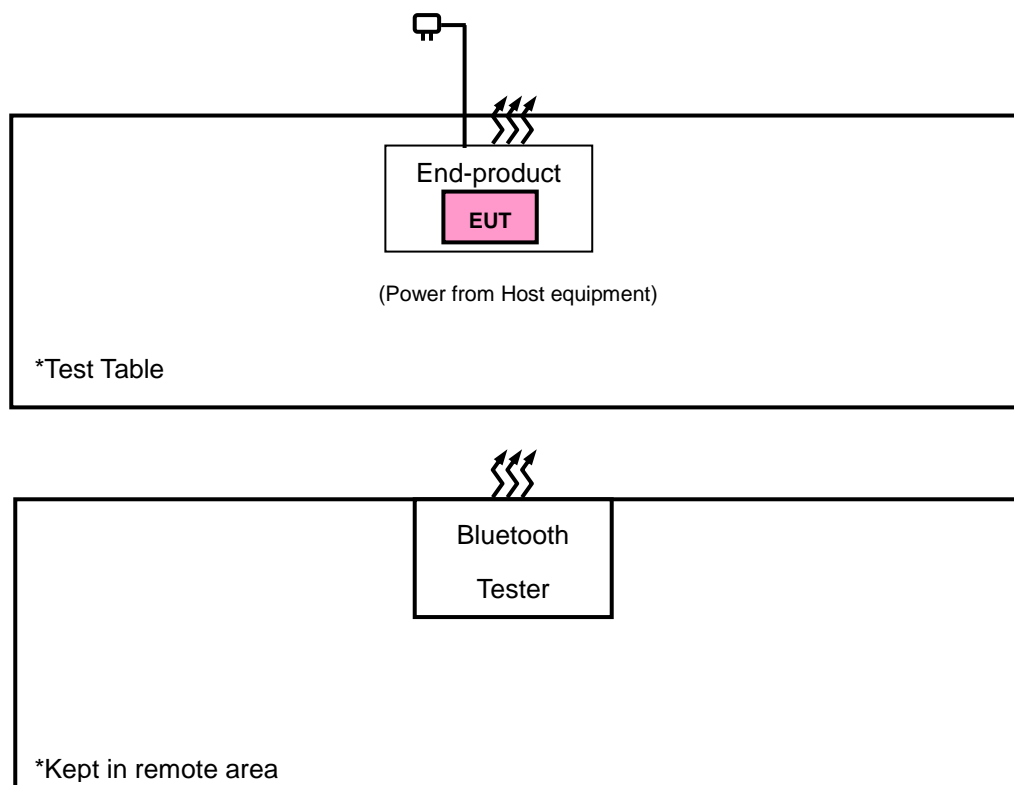 End-product
EUT
(Power from Host equipment)
*Test Table
Bluetooth
Tester
*Kept in remote area